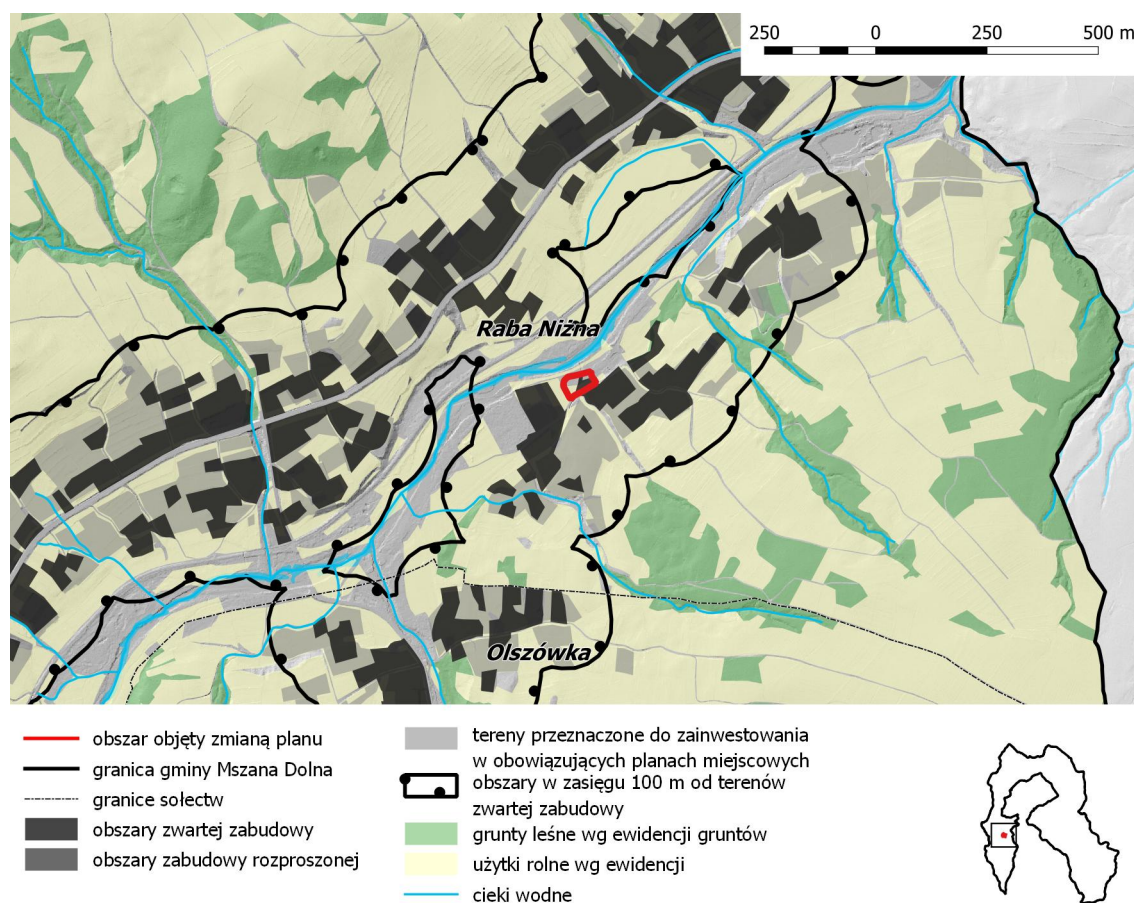 250 0 250 500 m
Raba Niżna
Olszówka
obszar objęty zmianą planu
granica gminy Mszana Dolna
granice sołectw
obszary zwartej zabudowy
obszary zabudowy rozproszonej
tereny przeznaczone do zainwestowania
w obowiązujących planach miejscowych
obszary w zasięgu 100 m od terenów
zwartej zabudowy
grunty leśne wg ewidencji gruntów
użytki rolne wg ewidencji
cieki wodne